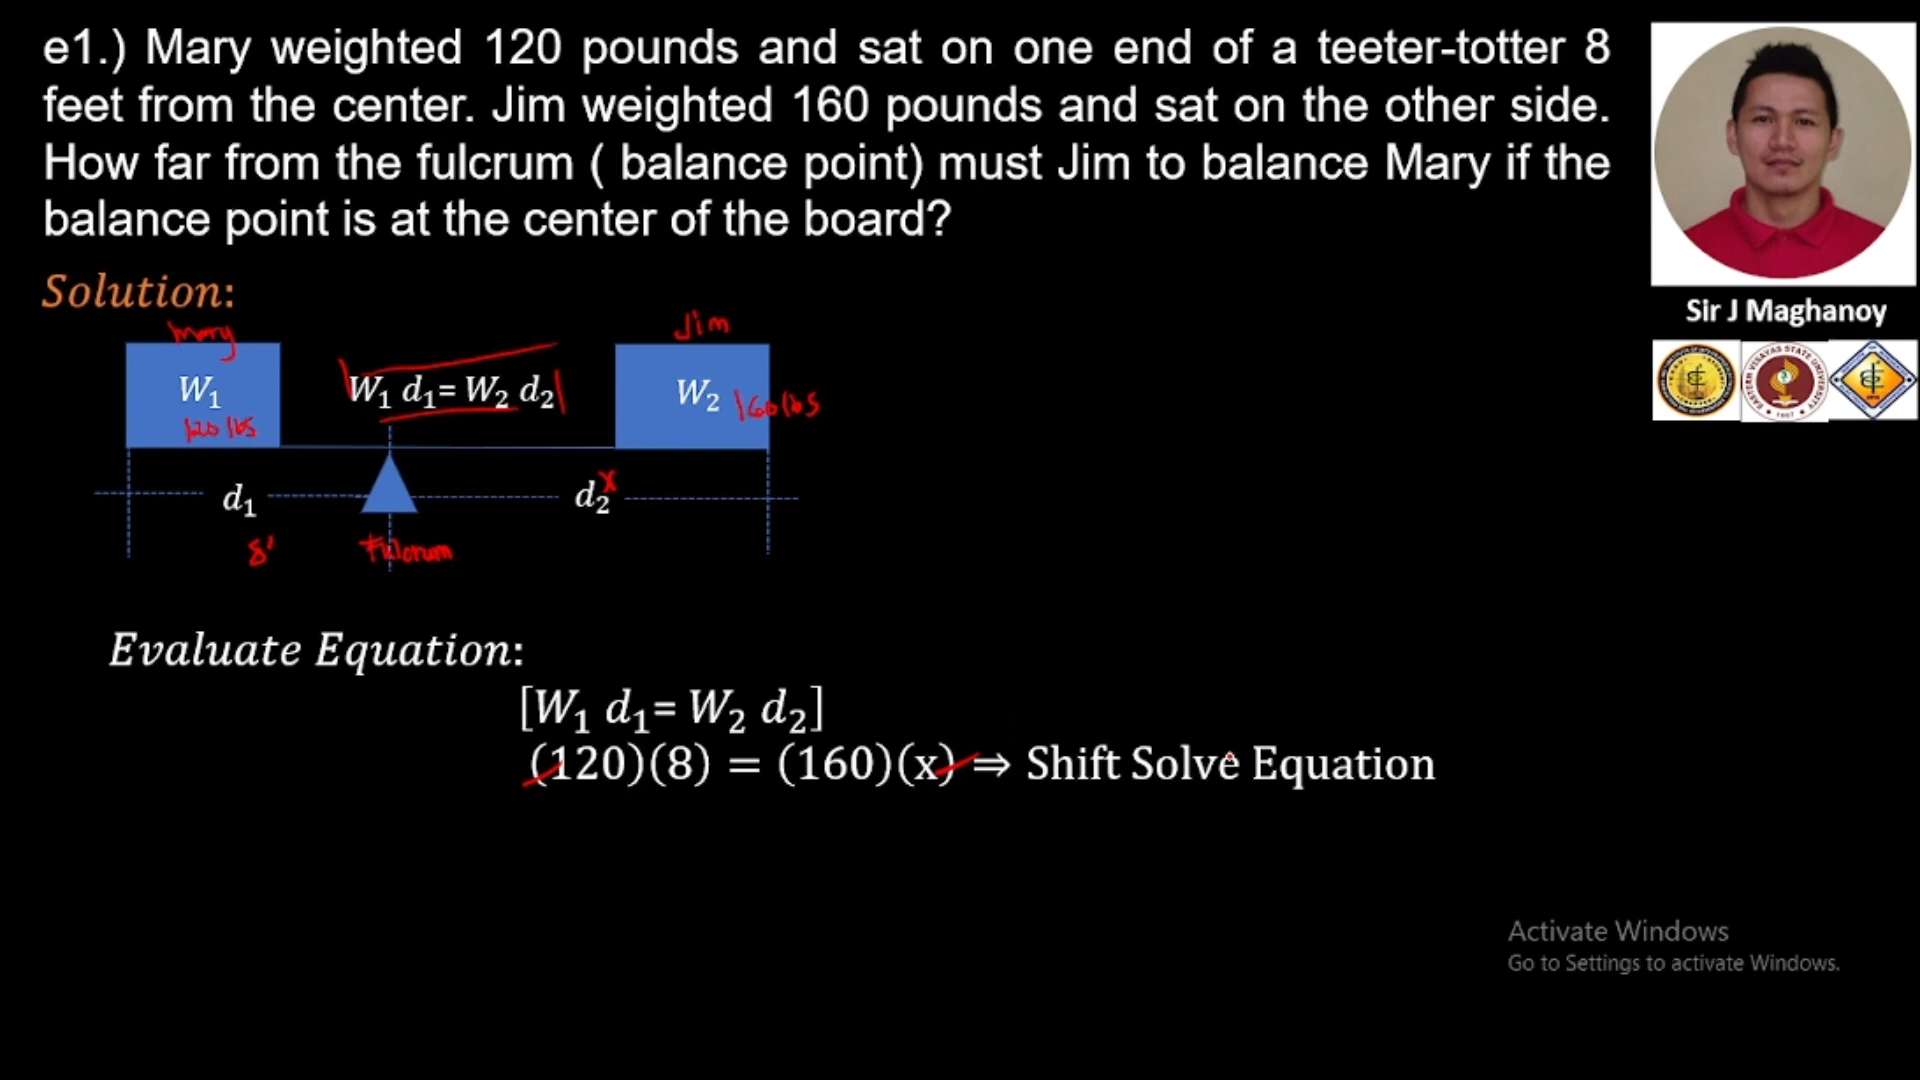 e1.) Mary weighted 120 pounds and sat on one end of a teeter-totter 8
feet from the center. Jim weighted 160 pounds and sat on the other side.
How far from the fulcrum ( balance point) must Jim to balance Mary if the
balance point is at the center of the board?
Sir J Maghanoy
Solution:
Mary
Jim
W₁
W₁ d₁= W₂ d₂
W₂
120 lbs
160 lbs
d₁
d₂
x
8'
Fulcrum
Evaluate Equation:
[W₁ d₁= W₂ d₂]
(120)(8) = (160)(x) ⇒ Shift Solve Equation
Activate Windows
Go to Settings to activate Windows.